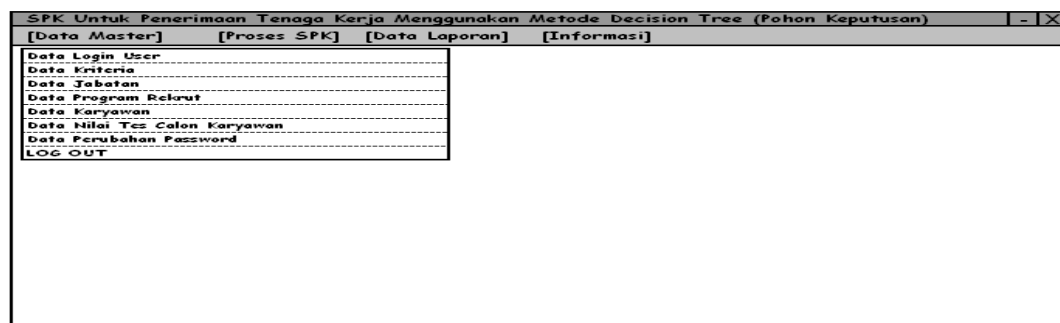 SPK Untuk Penerimaan Tenaga Kerja Menggunakan Metode Decision Tree (Pohon Keputusan) - X
[Data Master] [Proses SPK] [Data Laporan] [Informasi]
Data Login User
Data Kriteria
Data Jabatan
Data Program Rekrut
Data Karyawan
Data Nilai Tes Calon Karyawan
Data Perubahan Password
LOG OUT